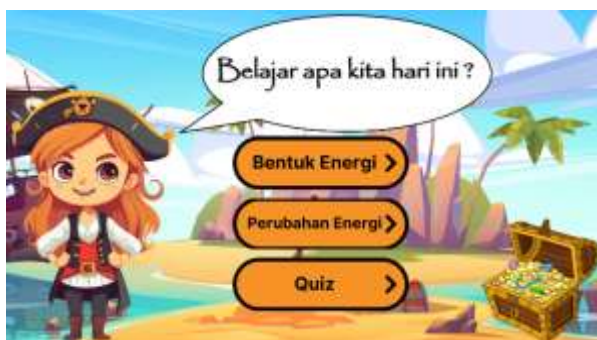 Belajar apa kita hari ini ?
Bentuk Energi
Perubahan Energi
Quiz